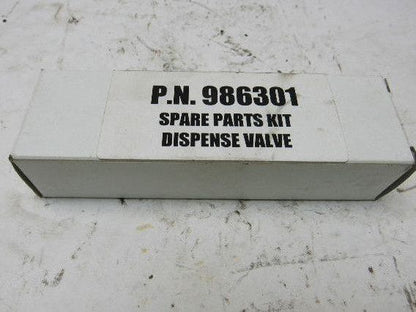 P.N. 986301
SPARE PARTS KIT
DISPENSE VALVE